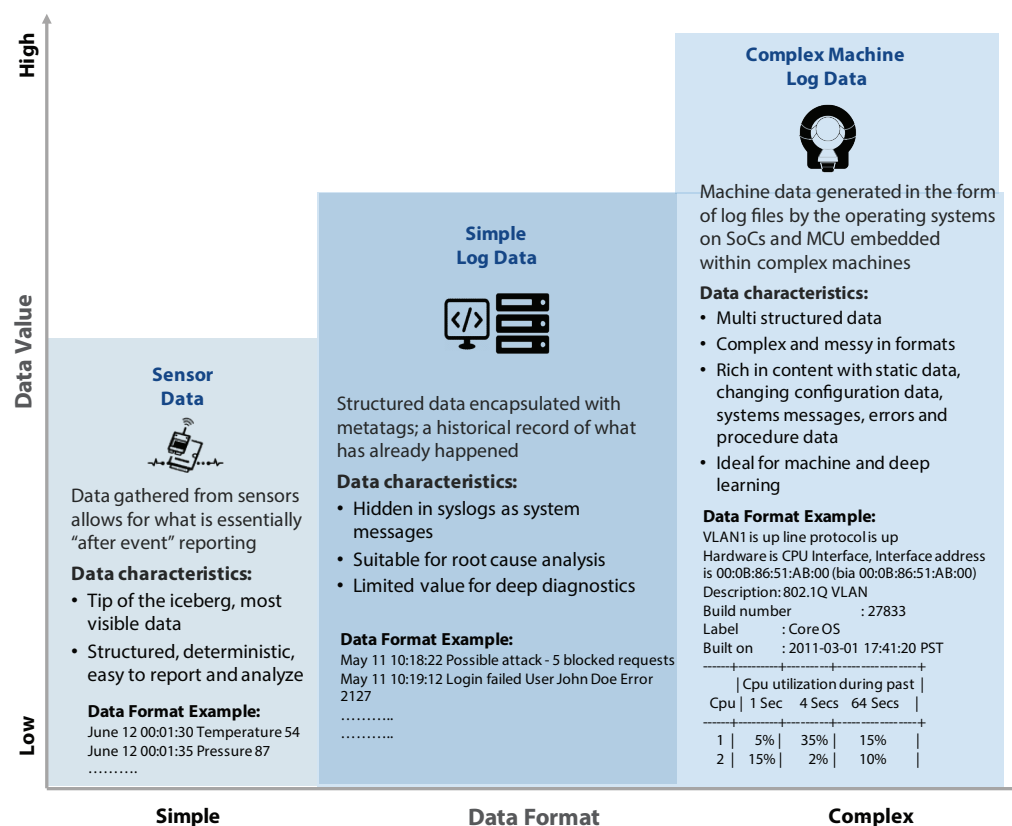 High
Data Value
Low
Sensor
Data
Data gathered from sensors
allows for what is essentially
“after event” reporting
Data characteristics:
• Tip of the iceberg, most
visible data
• Structured, deterministic,
easy to report and analyze
Data Format Example:
June 12 00:01:30 Temperature 54
June 12 00:01:35 Pressure 87
……….
Simple
Log Data
</>
Structured data encapsulated with
metatags; a historical record of what
has already happened
Data characteristics:
• Hidden in syslogs as system
messages
• Suitable for root cause analysis
• Limited value for deep diagnostics
Data Format Example:
May 11 10:18:22 Possible attack - 5 blocked requests
May 11 10:19:12 Login failed User John Doe Error
2127
………..
………..
Complex Machine
Log Data
Machine data generated in the form
of log files by the operating systems
on SoCs and MCU embedded
within complex machines
Data characteristics:
• Multi structured data
• Complex and messy in formats
• Rich in content with static data,
changing configuration data,
systems messages, errors and
procedure data
• Ideal for machine and deep
learning
Data Format Example:
VLAN1 is up line protocol is up
Hardware is CPU Interface, Interface address
is 00:0B:86:51:AB:00 (bia 00:0B:86:51:AB:00)
Description: 802.1Q VLAN
Build number : 27833
Label : Core OS
Built on : 2011-03-01 17:41:20 PST
------+---------+----------+------------------+
| Cpu utilization during past |
Cpu | 1 Sec 4 Secs 64 Secs |
------+---------+----------+------------------+
1 | 5% | 35% | 15% |
2 | 15% | 2% | 10% |
Simple
Data Format
Complex